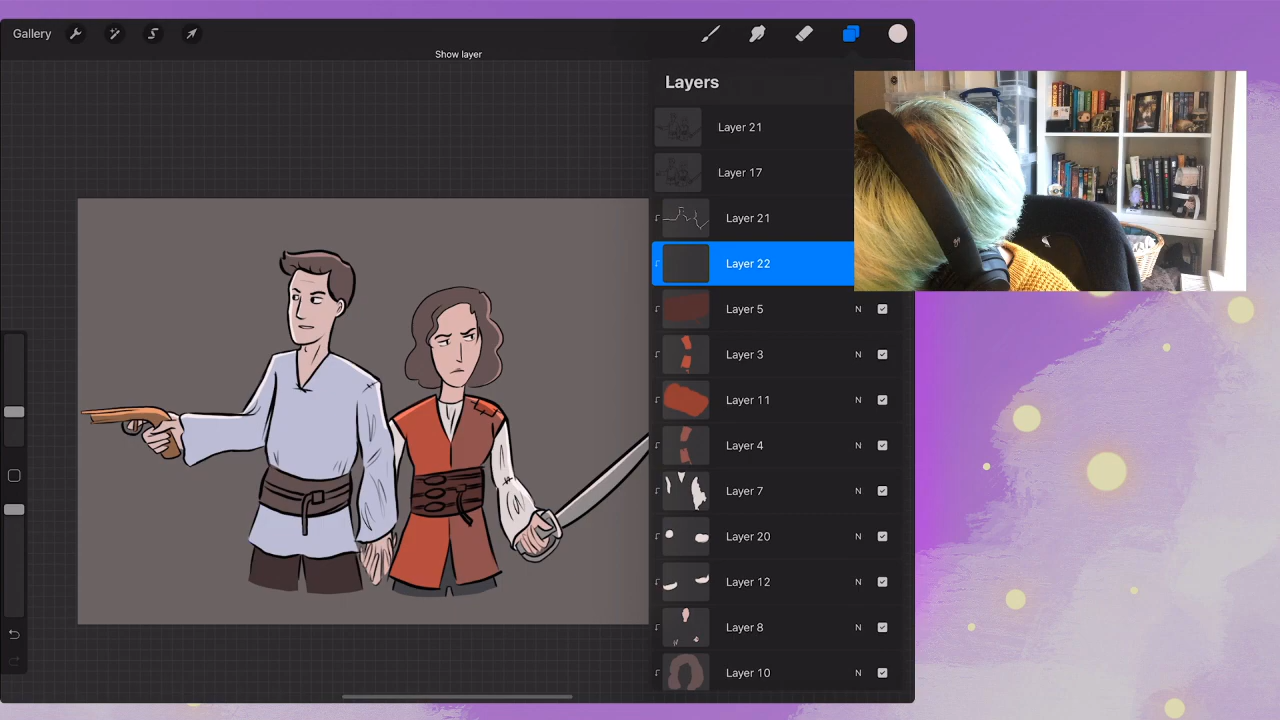 Gallery
Show layer
Layers
Layer 21
Layer 17
Layer 21
Layer 22
Layer 5 N
Layer 3 N
Layer 11 N
Layer 4 N
Layer 7 N
Layer 20 N
Layer 12 N
Layer 8 N
Layer 10 N